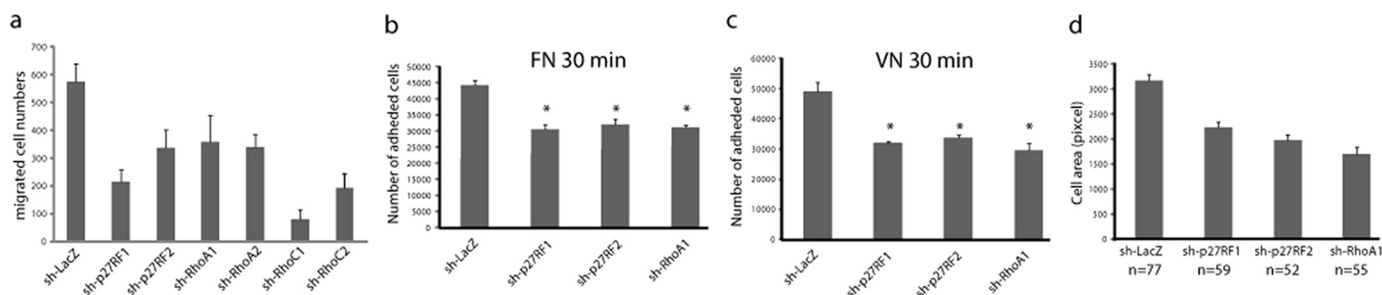 a
migrated cell numbers
700
600
500
400
300
200
100
0
sh-LacZ
sh-p27RF1
sh-p27RF2
sh-RhoA1
sh-RhoA2
sh-RhoC1
sh-RhoC2
b
FN 30 min
Number of adheded cells
50000
45000
40000
35000
30000
25000
20000
15000
10000
5000
0
* * *
sh-LacZ
sh-p27RF1
sh-p27RF2
sh-RhoA1
c
VN 30 min
Number of adheded cells
60000
50000
40000
30000
20000
10000
0
* * *
sh-LacZ
sh-p27RF1
sh-p27RF2
sh-RhoA1
d
Cell area (pixcel)
3500
3000
2500
2000
1500
1000
500
0
sh-LacZ sh-p27RF1 sh-p27RF2 sh-RhoA1
n=77 n=59 n=52 n=55